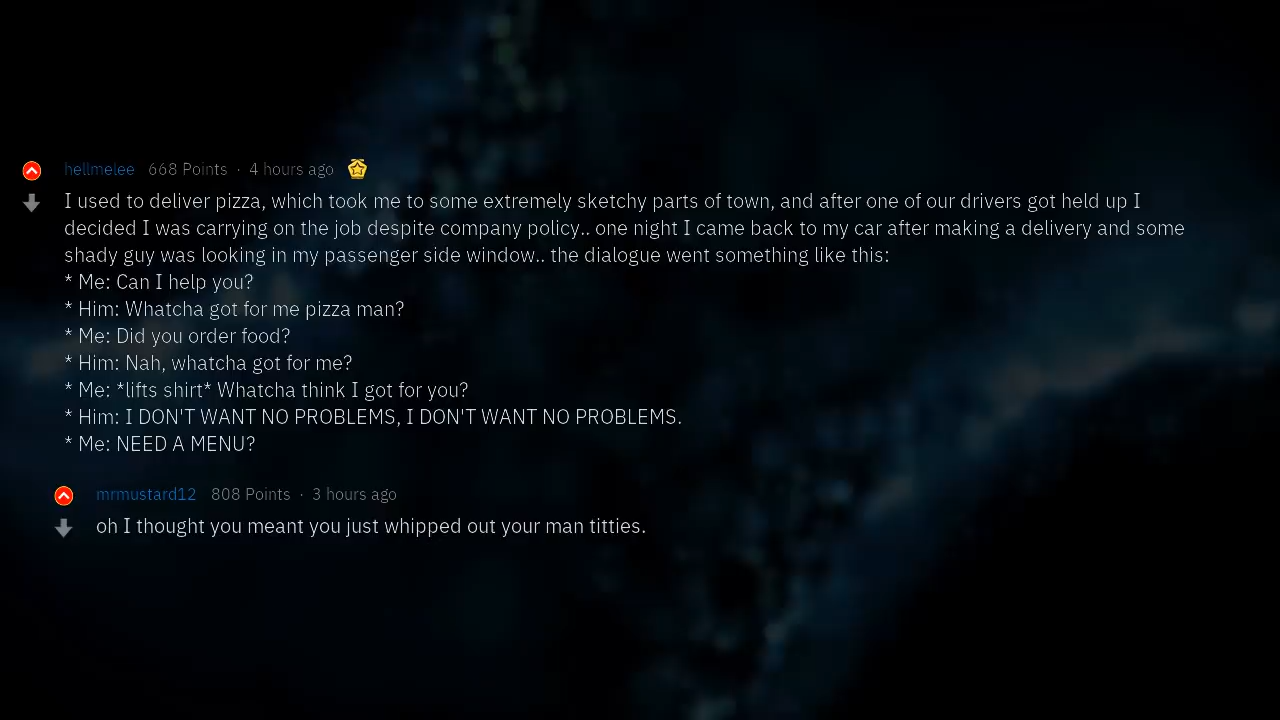 hellmelee 668 Points · 4 hours ago
I used to deliver pizza, which took me to some extremely sketchy parts of town, and after one of our drivers got held up I
decided I was carrying on the job despite company policy.. one night I came back to my car after making a delivery and some
shady guy was looking in my passenger side window.. the dialogue went something like this:
* Me: Can I help you?
* Him: Whatcha got for me pizza man?
* Me: Did you order food?
* Him: Nah, whatcha got for me?
* Me: *lifts shirt* Whatcha think I got for you?
* Him: I DON'T WANT NO PROBLEMS, I DON'T WANT NO PROBLEMS.
* Me: NEED A MENU?
mrmustard12 808 Points · 3 hours ago
oh I thought you meant you just whipped out your man titties.